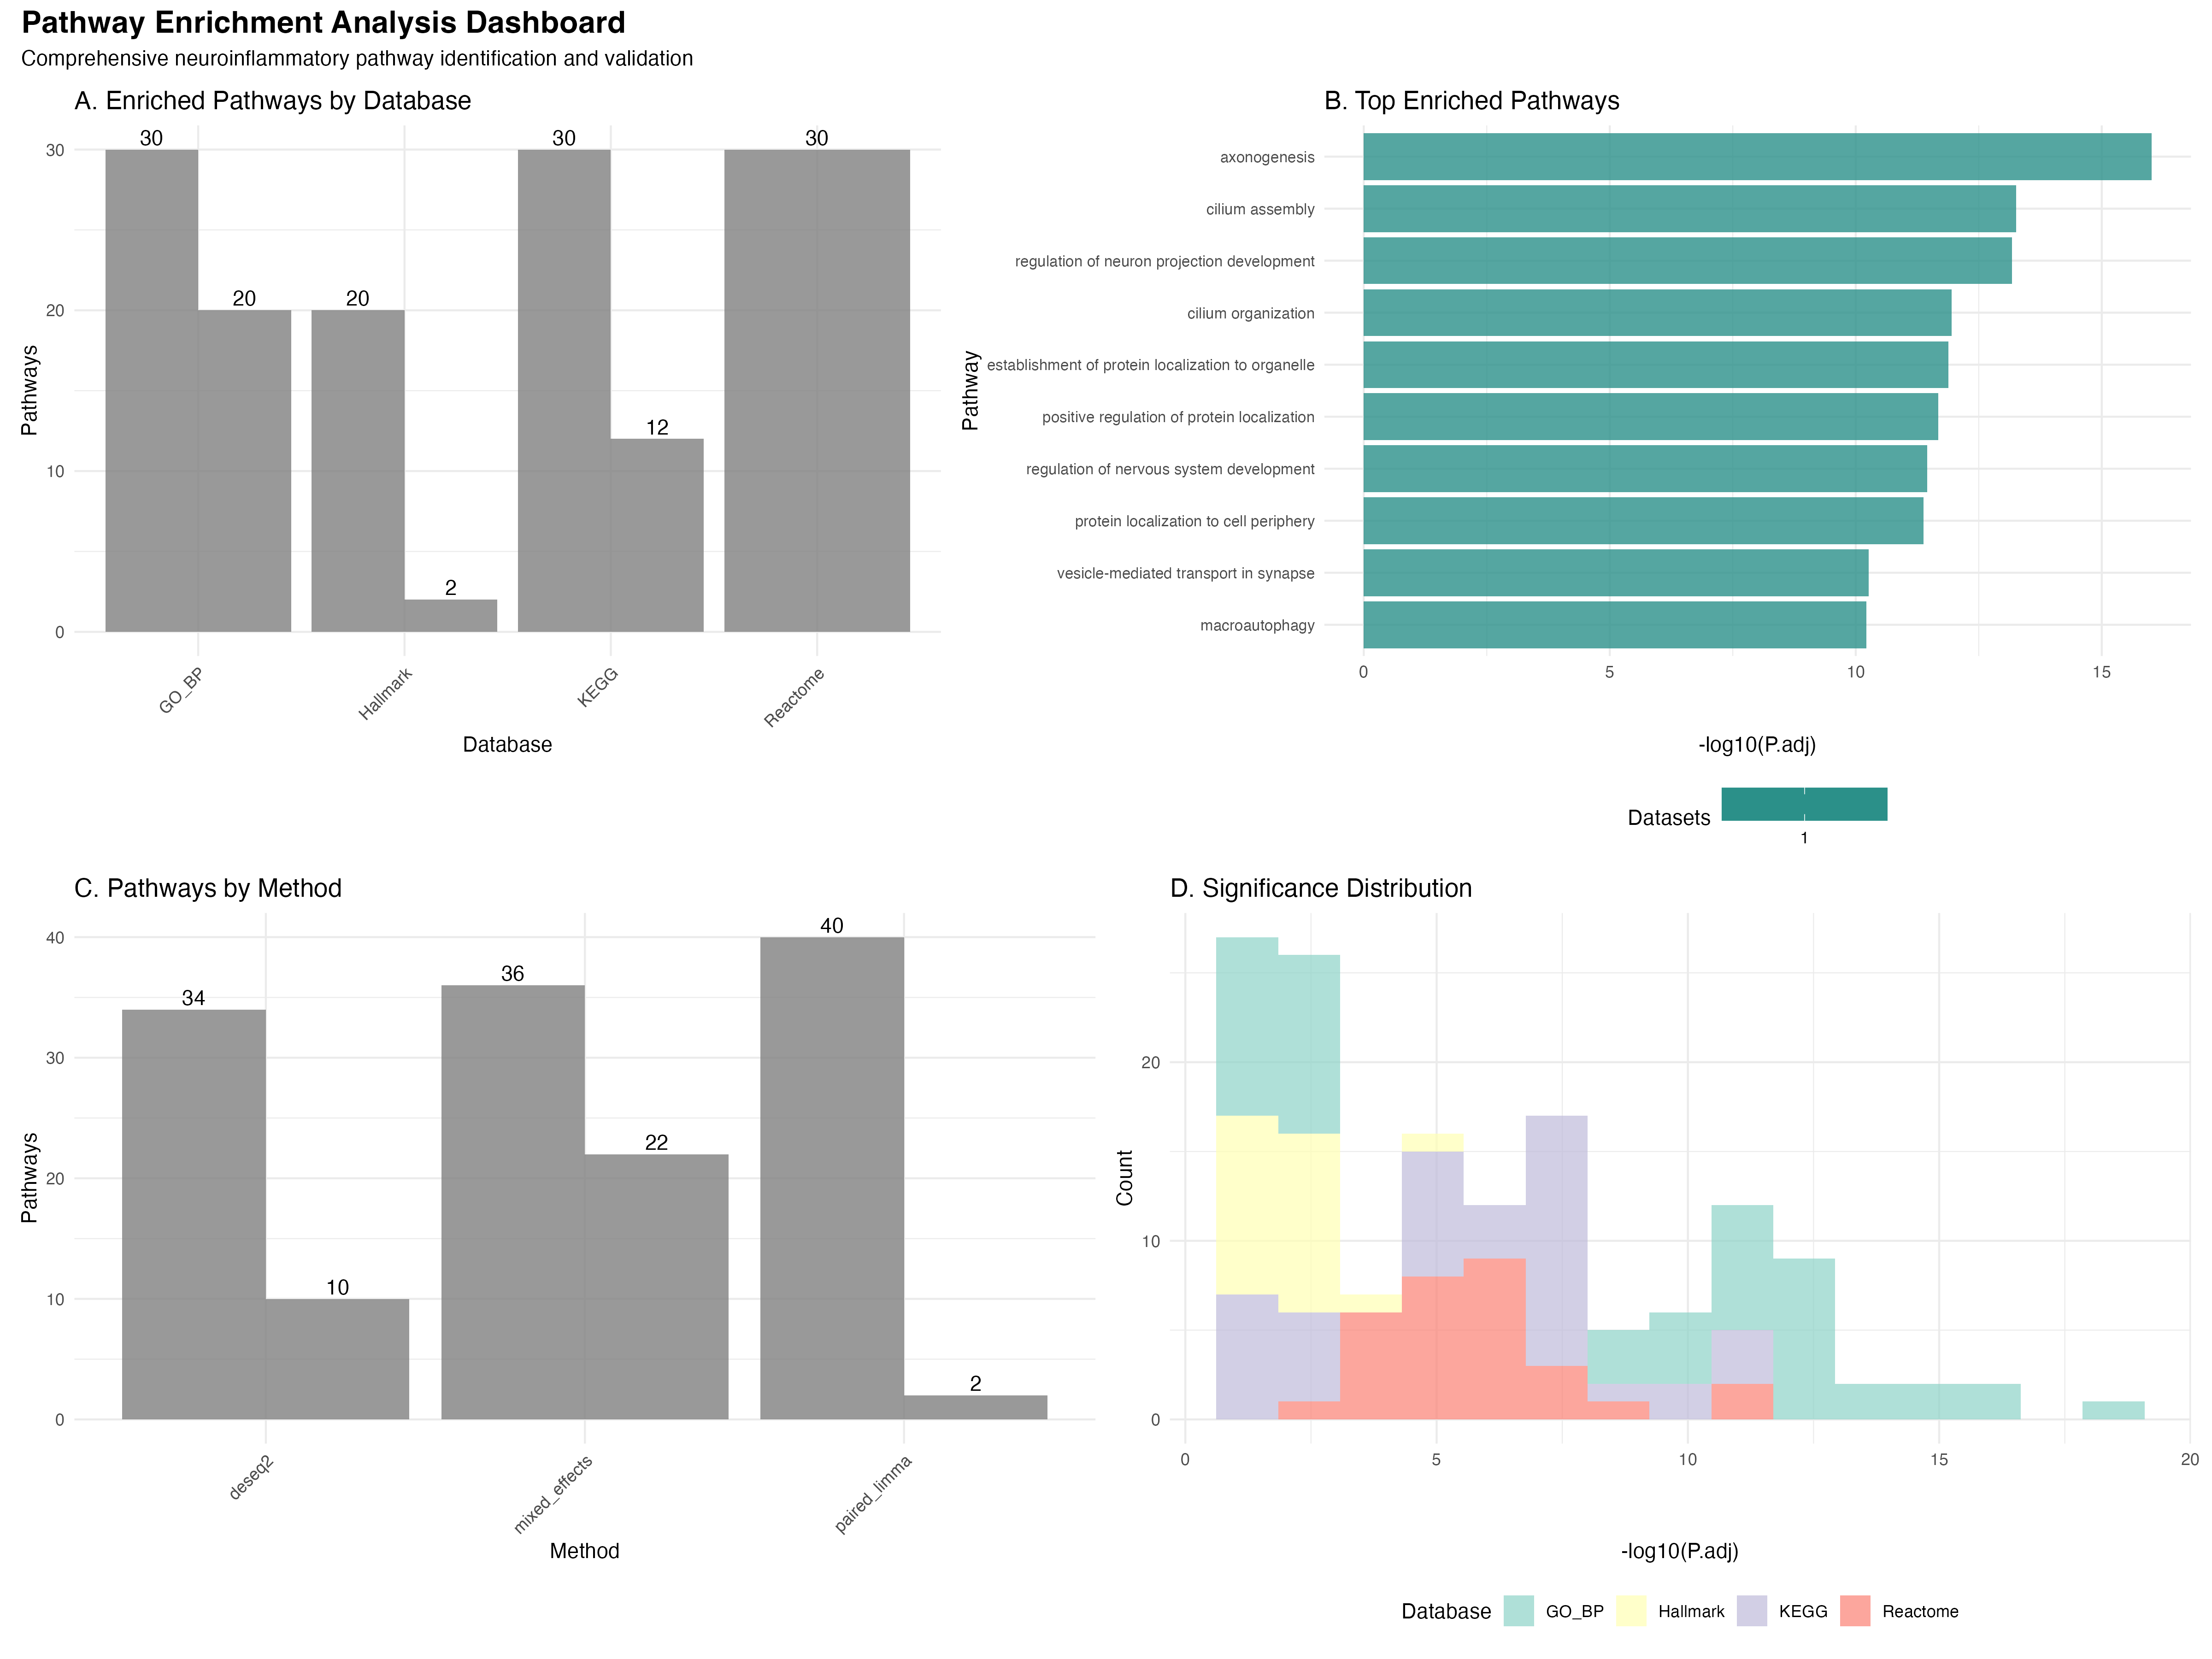 Pathway Enrichment Analysis Dashboard
Comprehensive neuroinflammatory pathway identification and validation
A. Enriched Pathways by Database
30
20
20
2
30
12
30
Pathways
30
20
10
0
GO_BP
Hallmark
KEGG
Reactome
Database
B. Top Enriched Pathways
Pathway
axonogenesis
cilium assembly
regulation of neuron projection development
cilium organization
establishment of protein localization to organelle
positive regulation of protein localization
regulation of nervous system development
protein localization to cell periphery
vesicle-mediated transport in synapse
macroautophagy
0 5 10 15
-log10(P.adj)
Datasets
1
C. Pathways by Method
34
10
36
22
40
2
Pathways
40
30
20
10
0
deseq2
mixed_effects
paired_limma
Method
D. Significance Distribution
Count
20
10
0
0 5 10 15 20
-log10(P.adj)
Database GO_BP Hallmark KEGG Reactome